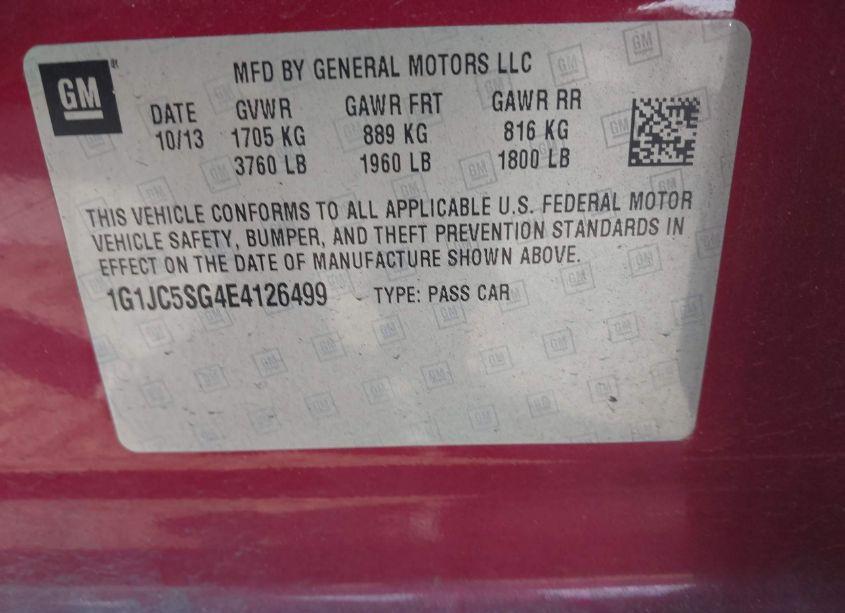 GM
MFD BY GENERAL MOTORS LLC
DATE GVWR GAWR FRT GAWR RR
10/13 1705 KG 889 KG 816 KG
3760 LB 1960 LB 1800 LB
THIS VEHICLE CONFORMS TO ALL APPLICABLE U.S. FEDERAL MOTOR
VEHICLE SAFETY, BUMPER, AND THEFT PREVENTION STANDARDS IN
EFFECT ON THE DATE OF MANUFACTURE SHOWN ABOVE.
1G1JC5SG4E4126499 TYPE: PASS CAR